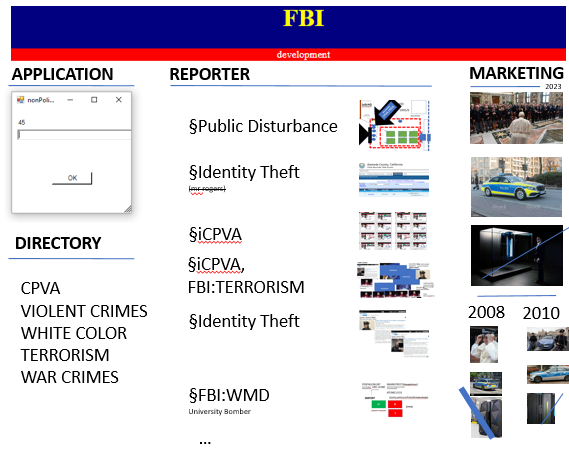 FBI
development
APPLICATION
REPORTER
MARKETING
2023
nonPoli...
45
OK
§Public Disturbance
§Identity Theft
(mr rogers)
§iCPVA
§iCPVA,
FBI:TERRORISM
§Identity Theft
§FBI:WMD
University Bomber
...
DIRECTORY
CPVA
VIOLENT CRIMES
WHITE COLOR
TERRORISM
WAR CRIMES
2008
2010